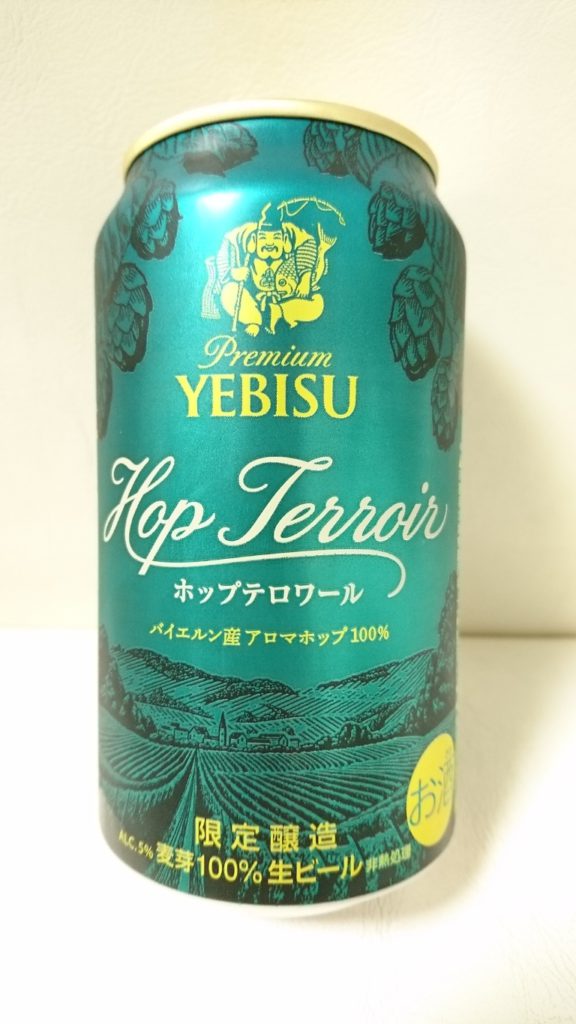 Premium
YEBISU
Hop Terroir
ホップテロワール
バイエルン産アロマホップ100%
お酒
限定醸造
ALC.5% 麦芽100%生ビール 非熱処理